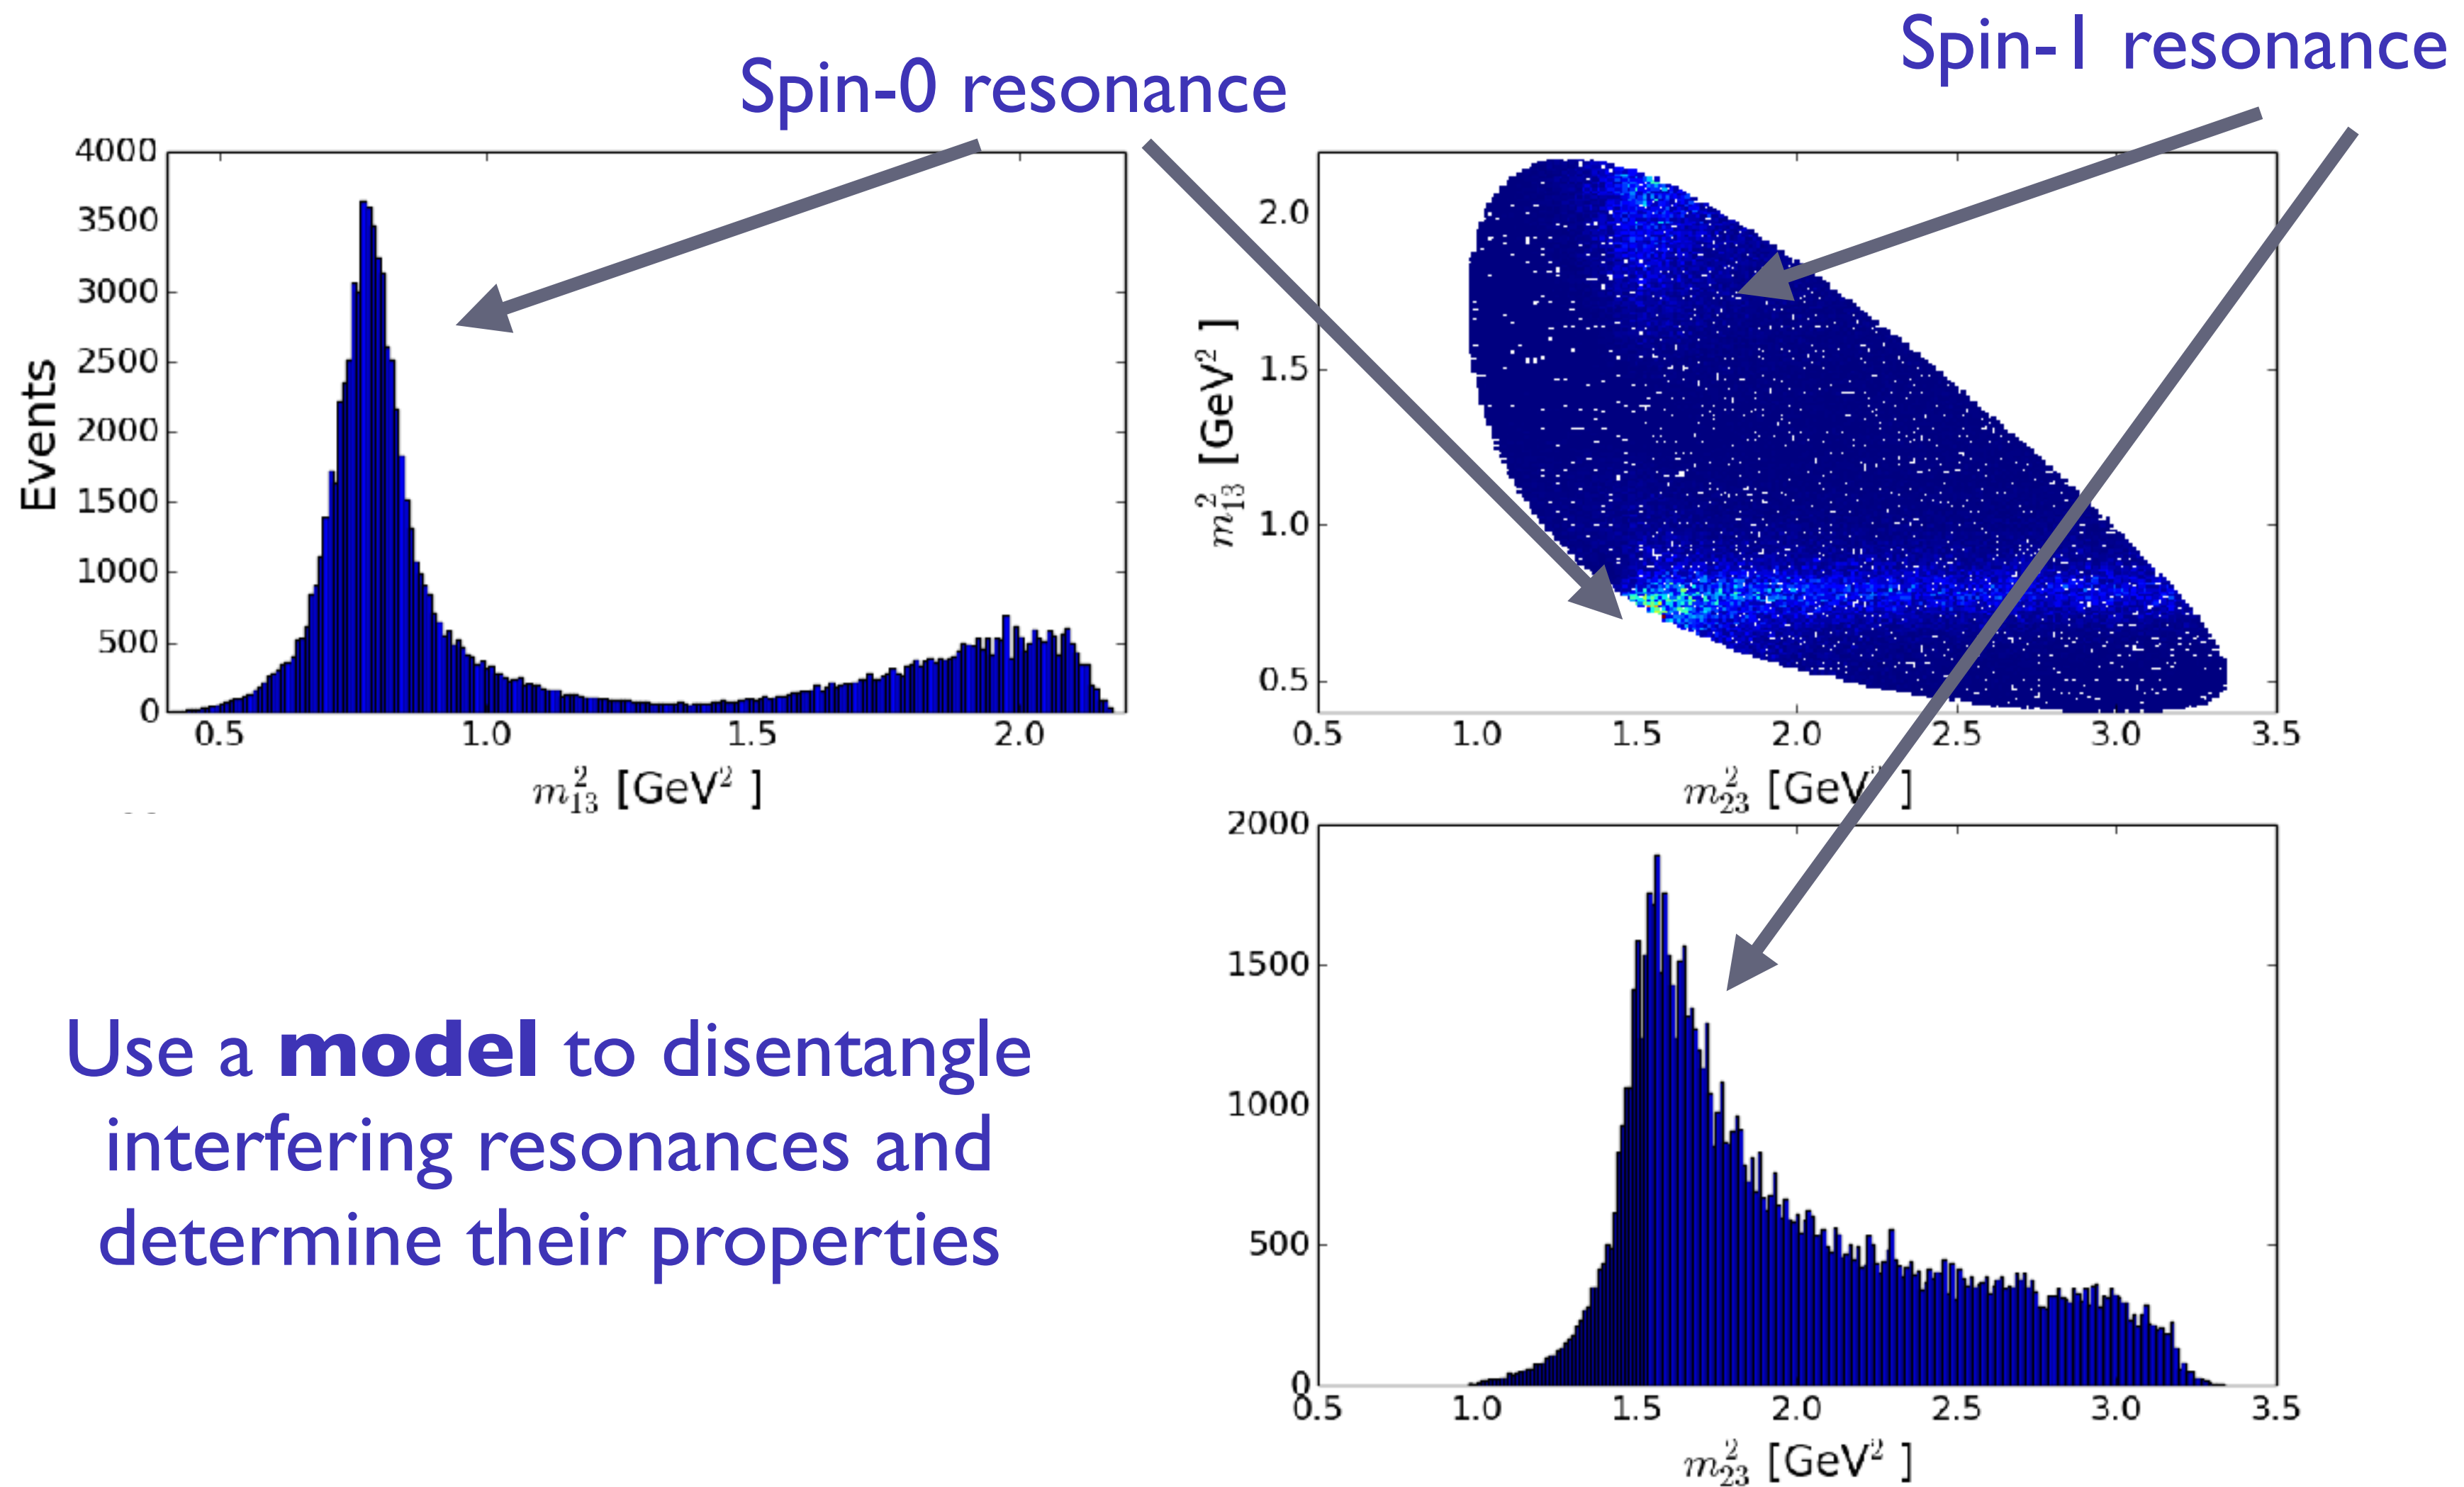 Spin-0 resonance
Spin-1 resonance
4000
3500
3000
2500
2000
1500
1000
500
0
Events
0.5 1.0 1.5 2.0
m²₁₃ [GeV²]
2.0
1.5
1.0
0.5
m²₁₃ [GeV²]
0.5 1.0 1.5 2.0 2.5 3.0 3.5
m²₂₃ [GeV²]
2000
1500
1000
500
0
0.5 1.0 1.5 2.0 2.5 3.0 3.5
m²₂₃ [GeV²]
Use a model to disentangle
interfering resonances and
determine their properties